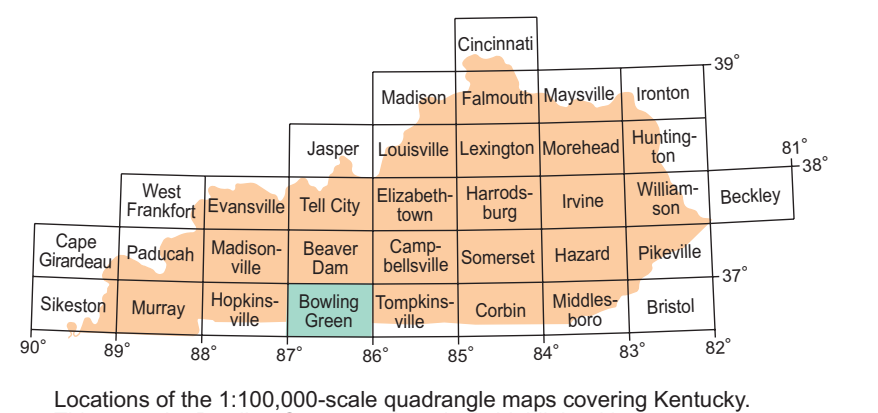 Cincinnati
39°
Madison
Falmouth
Maysville
Ironton
Jasper
Louisville
Lexington
Morehead
Hunting-
ton
81°
38°
West
Frankfort
Evansville
Tell City
Elizabeth-
town
Harrods-
burg
Irvine
William-
son
Beckley
Cape
Girardeau
Paducah
Madison-
ville
Beaver
Dam
Camp-
bellsville
Somerset
Hazard
Pikeville
37°
Sikeston
Murray
Hopkins-
ville
Bowling
Green
Tompkins-
ville
Corbin
Middles-
boro
Bristol
90°
89°
88°
87°
86°
85°
84°
83°
82°
Locations of the 1:100,000-scale quadrangle maps covering Kentucky.